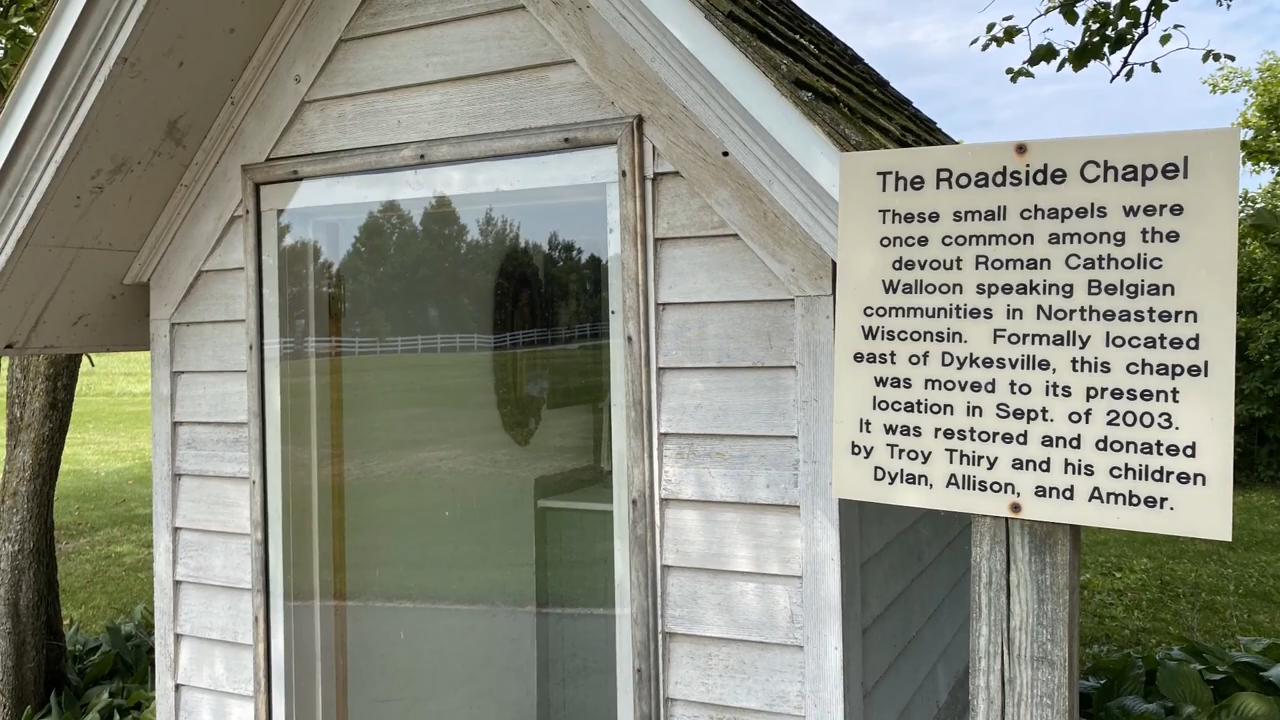 The Roadside Chapel
These small chapels were
once common among the
devout Roman Catholic
Walloon speaking Belgian
communities in Northeastern
Wisconsin. Formally located
east of Dykesville, this chapel
was moved to its present
location in Sept. of 2003.
It was restored and donated
by Troy Thiry and his children
Dylan, Allison, and Amber.